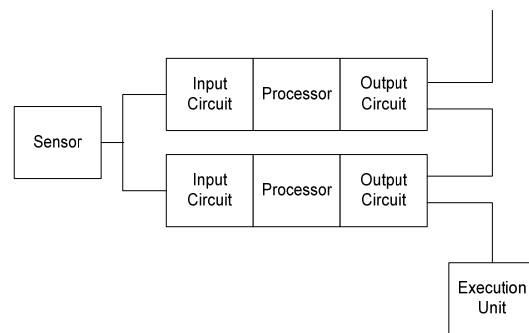 Sensor
Input
Circuit
Processor
Output
Circuit
Input
Circuit
Processor
Output
Circuit
Execution
Unit